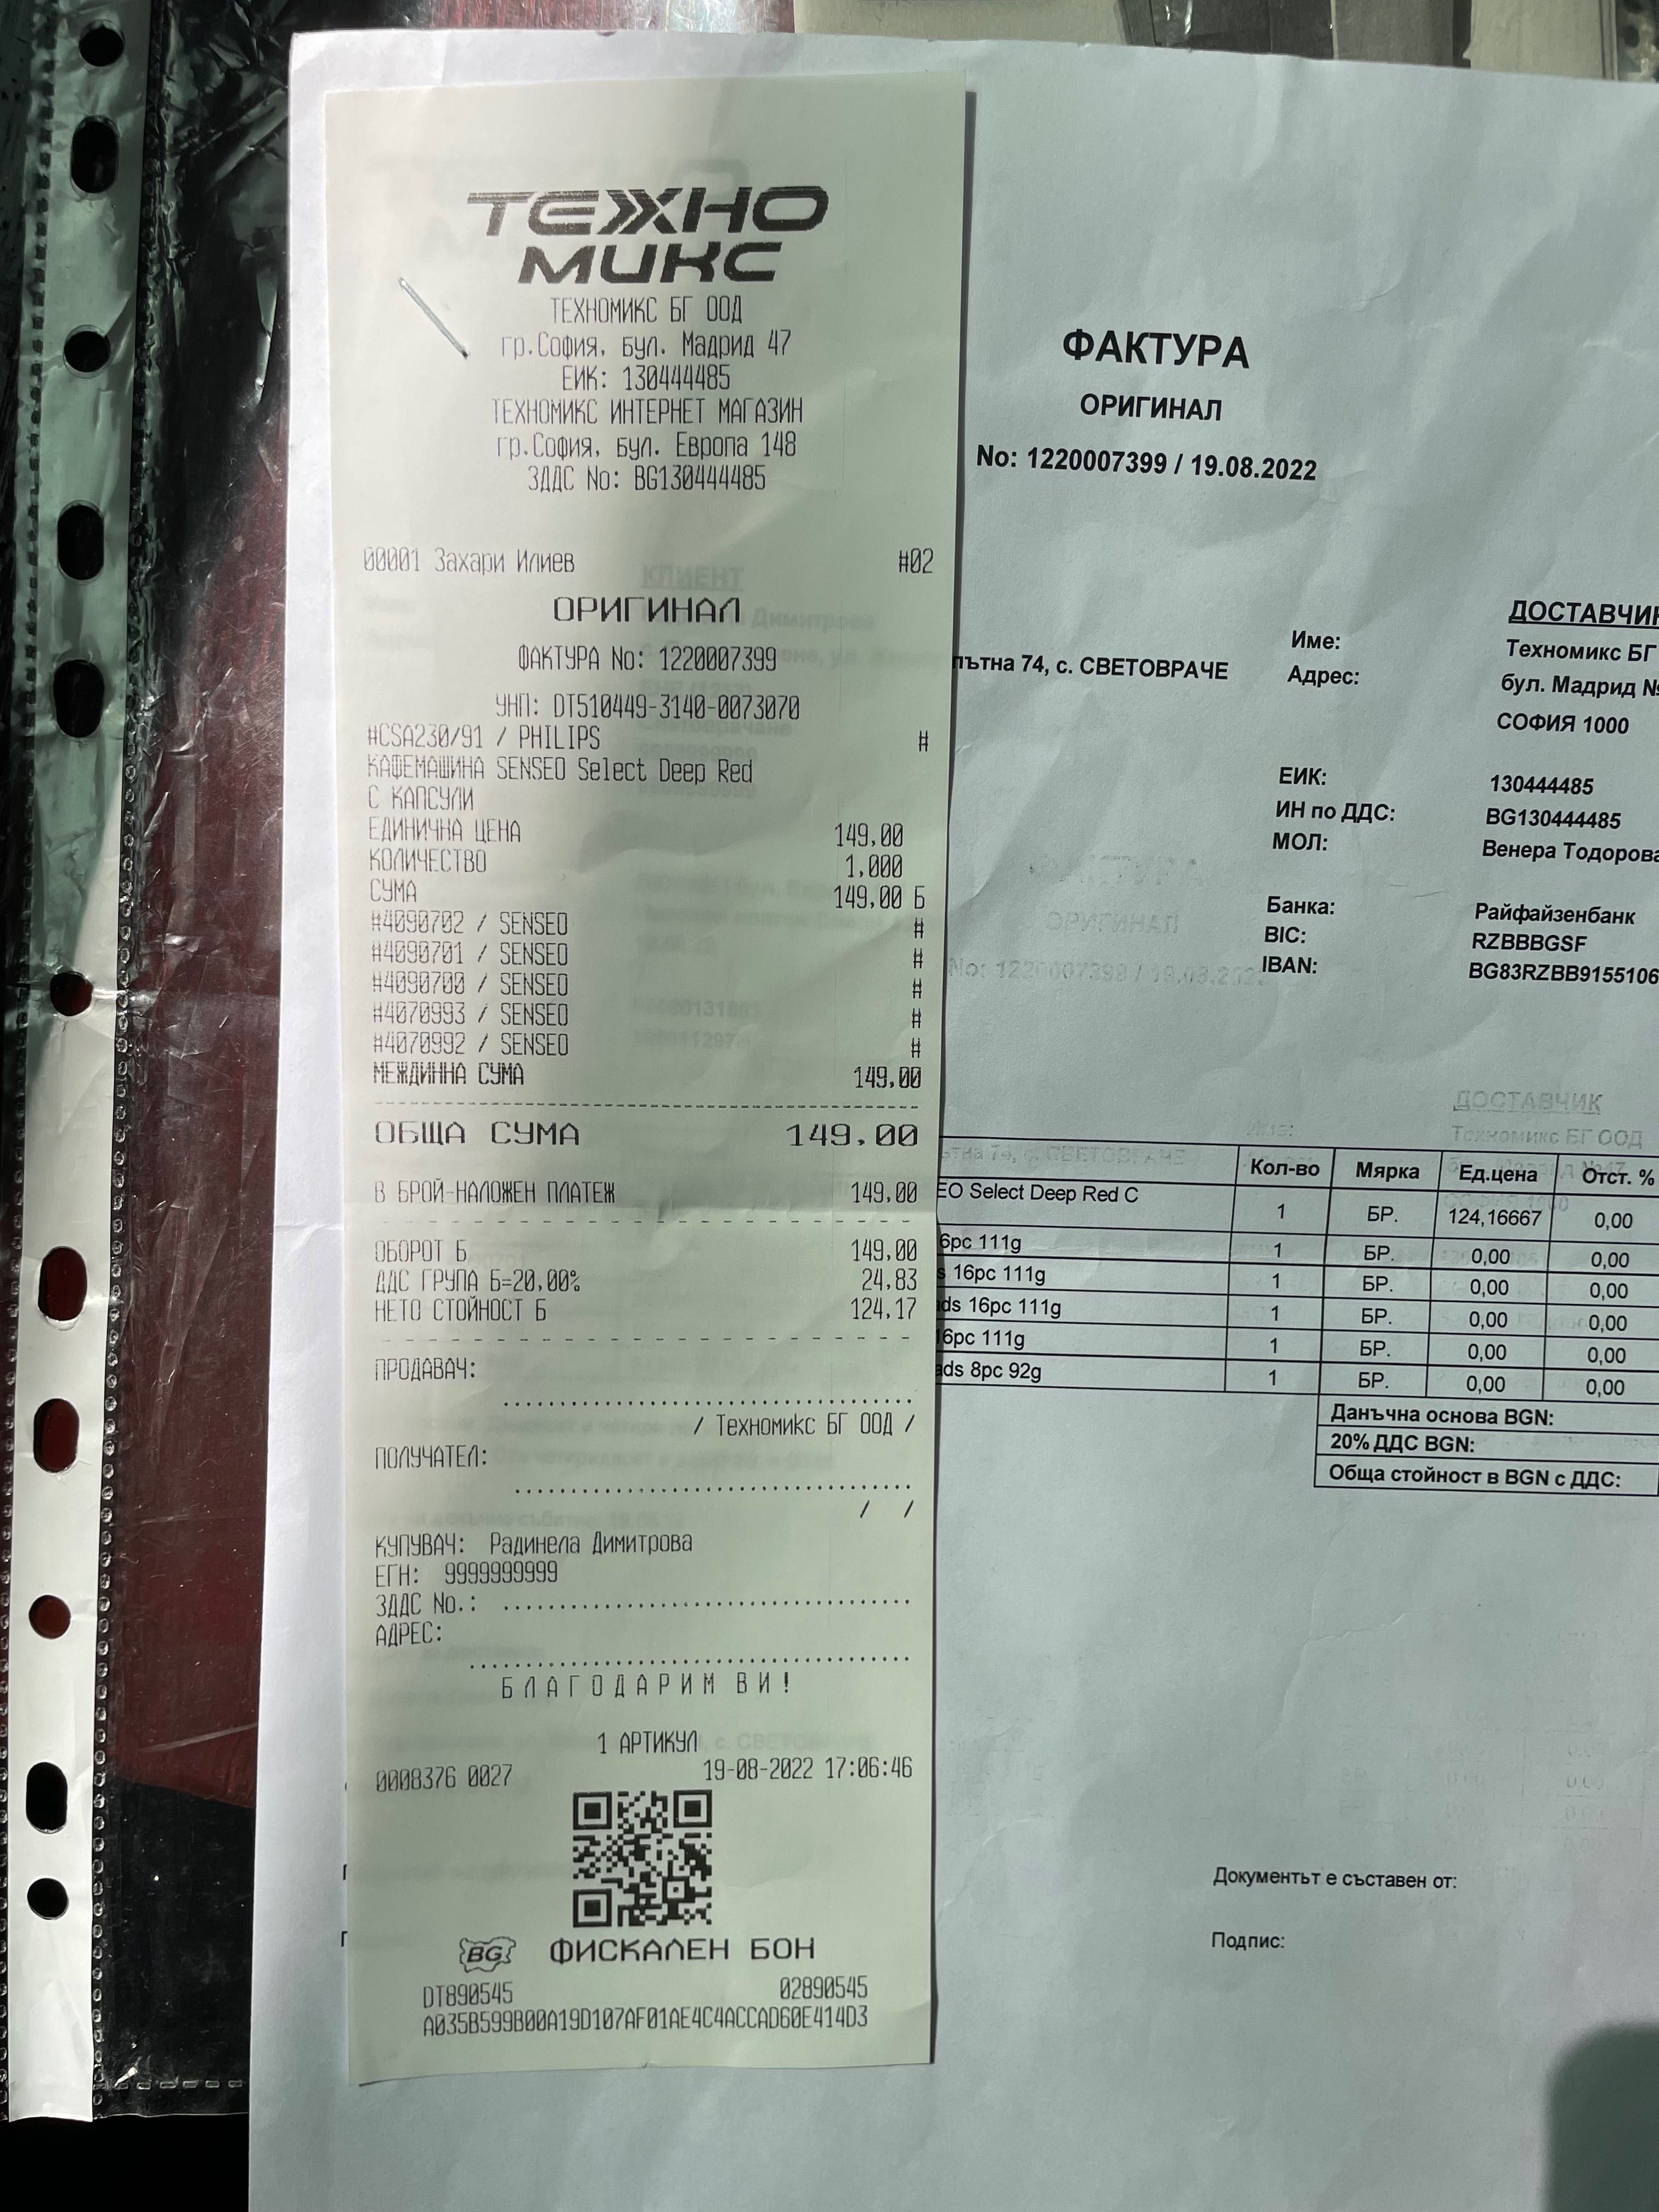 ТЕХНО
МИКС
ТЕХНОМИКС БГ ООД
гр.София, бул. Мадрид 47
ЕИК: 130444485
ТЕХНОМИКС ИНТЕРНЕТ МАГАЗИН
гр.София, бул. Европа 148
ЗДДС No: BG130444485
00001 Захари Илиев #02
ОРИГИНАЛ
ФАКТУРА No: 1220007399
УНП: DT510449-3140-0073070
#CSA230/91 / PHILIPS #
КАФЕМАШИНА SENSEO Select Deep Red
С КАПСУЛИ
ЕДИНИЧНА ЦЕНА 149,00
КОЛИЧЕСТВО 1,000
СУМА 149,00 Б
#4090702 / SENSEO #
#4090701 / SENSEO #
#4090700 / SENSEO #
#4070993 / SENSEO #
#4070992 / SENSEO #
МЕЖДИННА СУМА 149,00
ОБЩА СУМА 149,00
В БРОЙ-НАЛОЖЕН ПЛАТЕЖ 149,00
ОБОРОТ Б 149,00
ДДС ГРУПА Б=20,00% 24,83
НЕТО СТОЙНОСТ Б 124,17
ПРОДАВАЧ:
/ Техномикс БГ ООД /
ПОЛУЧАТЕЛ:
/ /
КУПУВАЧ: Радинела Димитрова
ЕГН: 9999999999
ЗДДС No.:
АДРЕС:
БЛАГОДАРИМ ВИ!
1 АРТИКУЛ
0008376 0027 19-08-2022 17:06:46
BG ФИСКАЛЕН БОН
DT890545 02890545
A035B599B00A19D107AF01AE4C4ACCAD60E414D3
ФАКТУРА
ОРИГИНАЛ
No: 1220007399 / 19.08.2022
ДОСТАВЧИК
Име: Техномикс БГ
пътна 74, с. СВЕТОВРАЧЕ
Адрес: бул. Мадрид №
СОФИЯ 1000
ЕИК: 130444485
ИН по ДДС: BG130444485
МОЛ: Венера Тодорова
Банка: Райфайзенбанк
BIC: RZBBBGSF
IBAN: BG83RZBB9155106
Кол-во Мярка Ед.цена Отст. %
EO Select Deep Red С 1 БР. 124,16667 0,00
6pc 111g 1 БР. 0,00 0,00
s 16pc 111g 1 БР. 0,00 0,00
ds 16pc 111g 1 БР. 0,00 0,00
16pc 111g 1 БР. 0,00 0,00
ads 8pc 92g 1 БР. 0,00 0,00
Данъчна основа BGN:
20% ДДС BGN:
Обща стойност в BGN с ДДС:
Документът е съставен от:
Подпис: